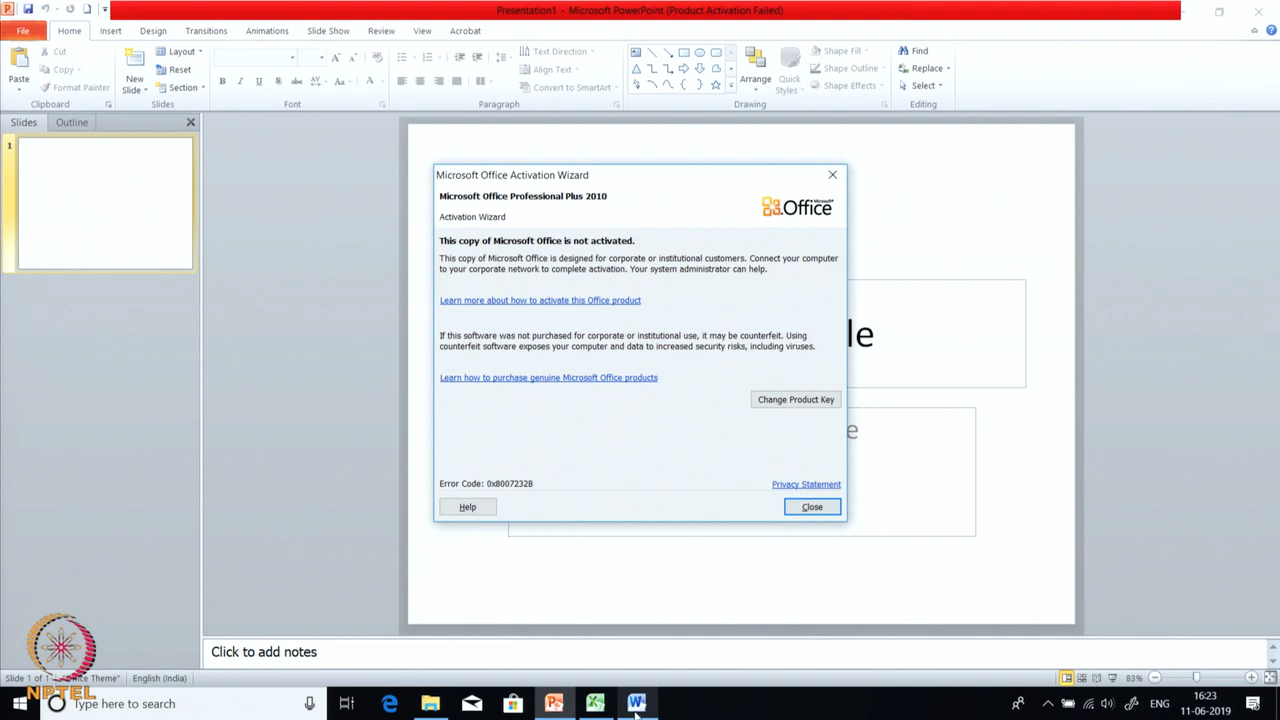 Presentation1 - Microsoft PowerPoint (Product Activation Failed)
File Home Insert Design Transitions Animations Slide Show Review View Acrobat
Paste
Cut
Copy
Format Painter
Clipboard
New Slide
Layout
Reset
Section
Slides
Font
Text Direction
Align Text
Convert to SmartArt
Paragraph
Arrange
Quick Styles
Shape Fill
Shape Outline
Shape Effects
Drawing
Find
Replace
Select
Editing
Slides Outline
1
Microsoft Office Activation Wizard
Microsoft Office Professional Plus 2010
Activation Wizard
Microsoft Office
This copy of Microsoft Office is not activated.
This copy of Microsoft Office is designed for corporate or institutional customers. Connect your computer
to your corporate network to complete activation. Your system administrator can help.
Learn more about how to activate this Office product
If this software was not purchased for corporate or institutional use, it may be counterfeit. Using
counterfeit software exposes your computer and data to increased security risks, including viruses.
Learn how to purchase genuine Microsoft Office products
Change Product Key
Error Code: 0x8007232B
Privacy Statement
Help
Close
le
e
Click to add notes
Slide 1 of 1 "Office Theme" English (India) 83%
NPTEL
Type here to search
ENG
16:23
11-06-2019